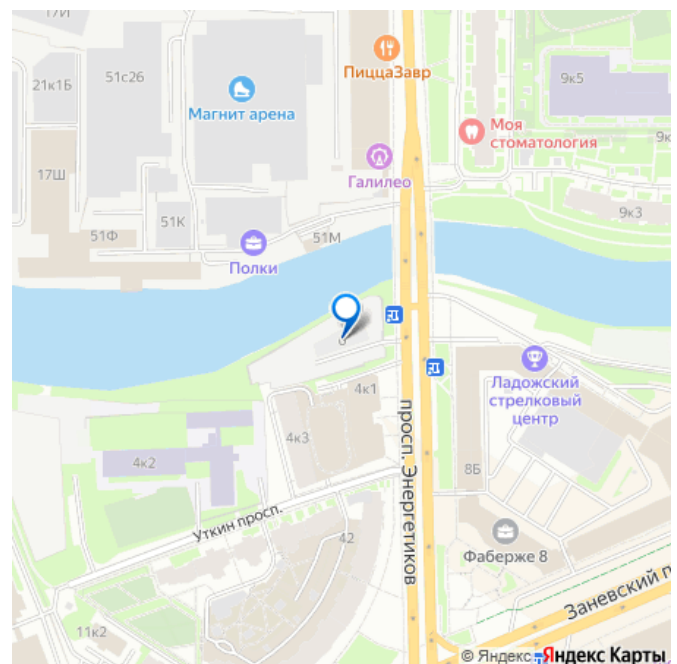 17И
21к1Б
51с26
ПиццаЗавр
9к5
Магнит арена
Моя
стоматология
9к
17Ш
Галилео
51К
51Ф
51М
9к3
Полки
Ладожский
стрелковый
центр
4к1
4к3
4к2
просп. Энергетиков
8Б
Уткин просп.
42
Фаберже 8
Заневский п
11к2
© Яндекс Яндекс Карты